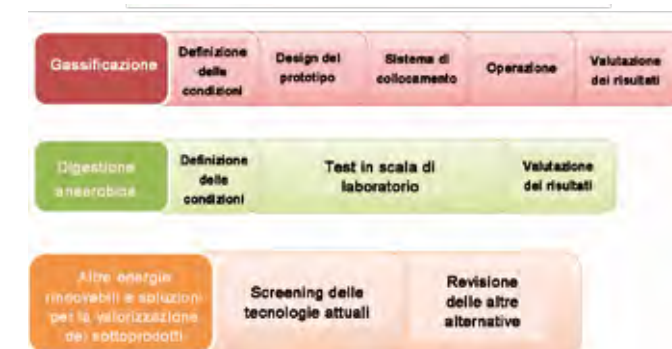 Gassificazione
Definizione
delle
condizioni
Design del
prototipo
Sistema di
collocamento
Operazione
Valutazione
dei risultati
Digestione
anaerobica
Definizione
delle
condizioni
Test in scala di
laboratorio
Valutazione
dei risultati
Altre energie
rinnovabili e soluzioni
per la valorizzazione
dei sottoprodotti
Screening delle
tecnologie attuali
Revisione
delle altre
alternative